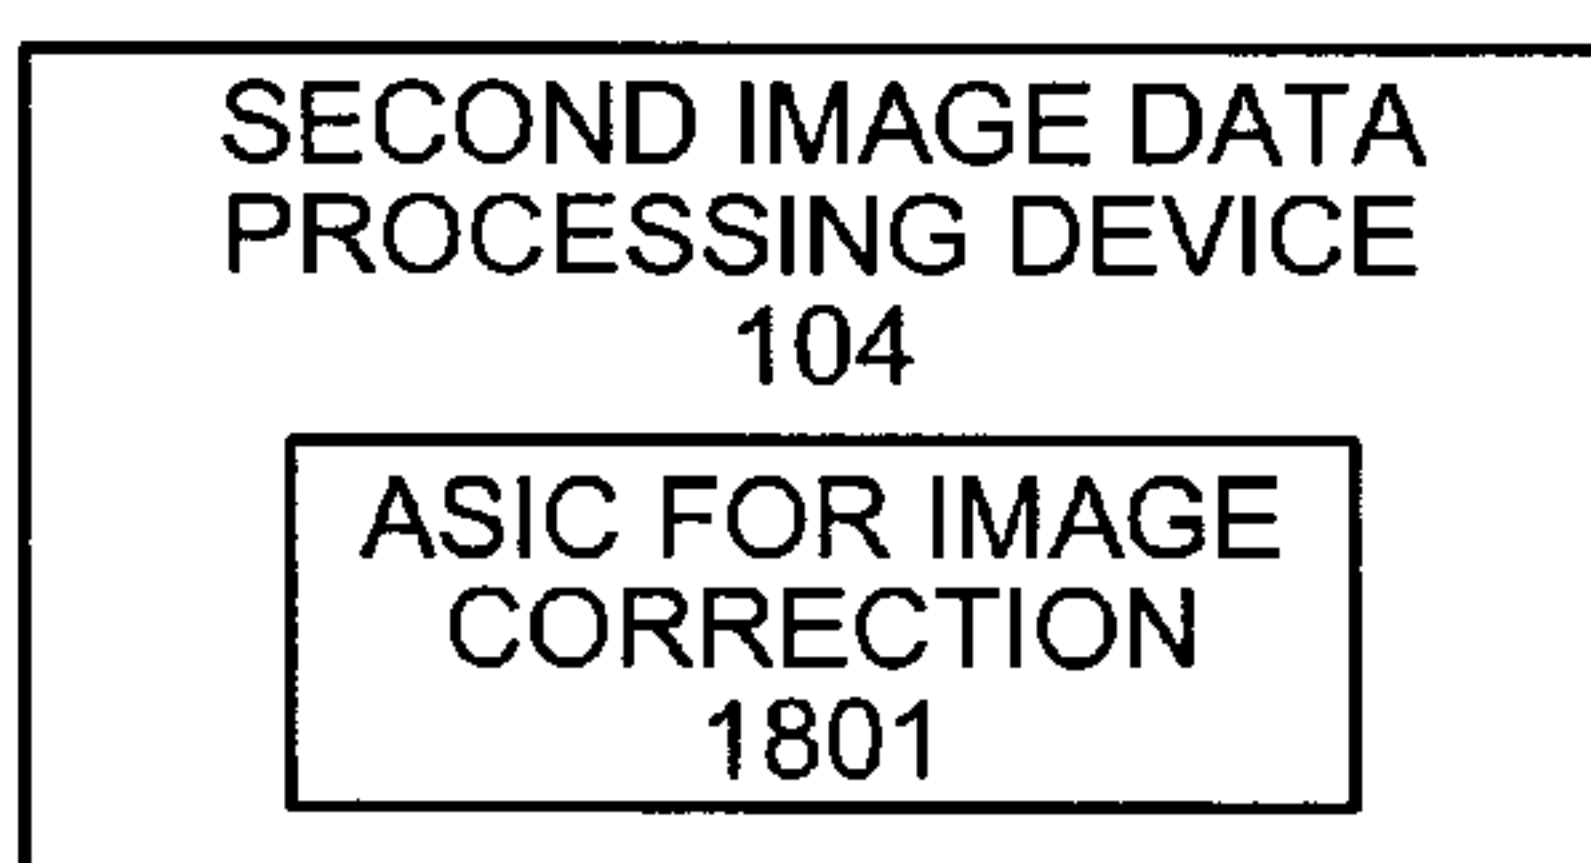 SECOND IMAGE DATA
PROCESSING DEVICE
104
ASIC FOR IMAGE
CORRECTION
1801